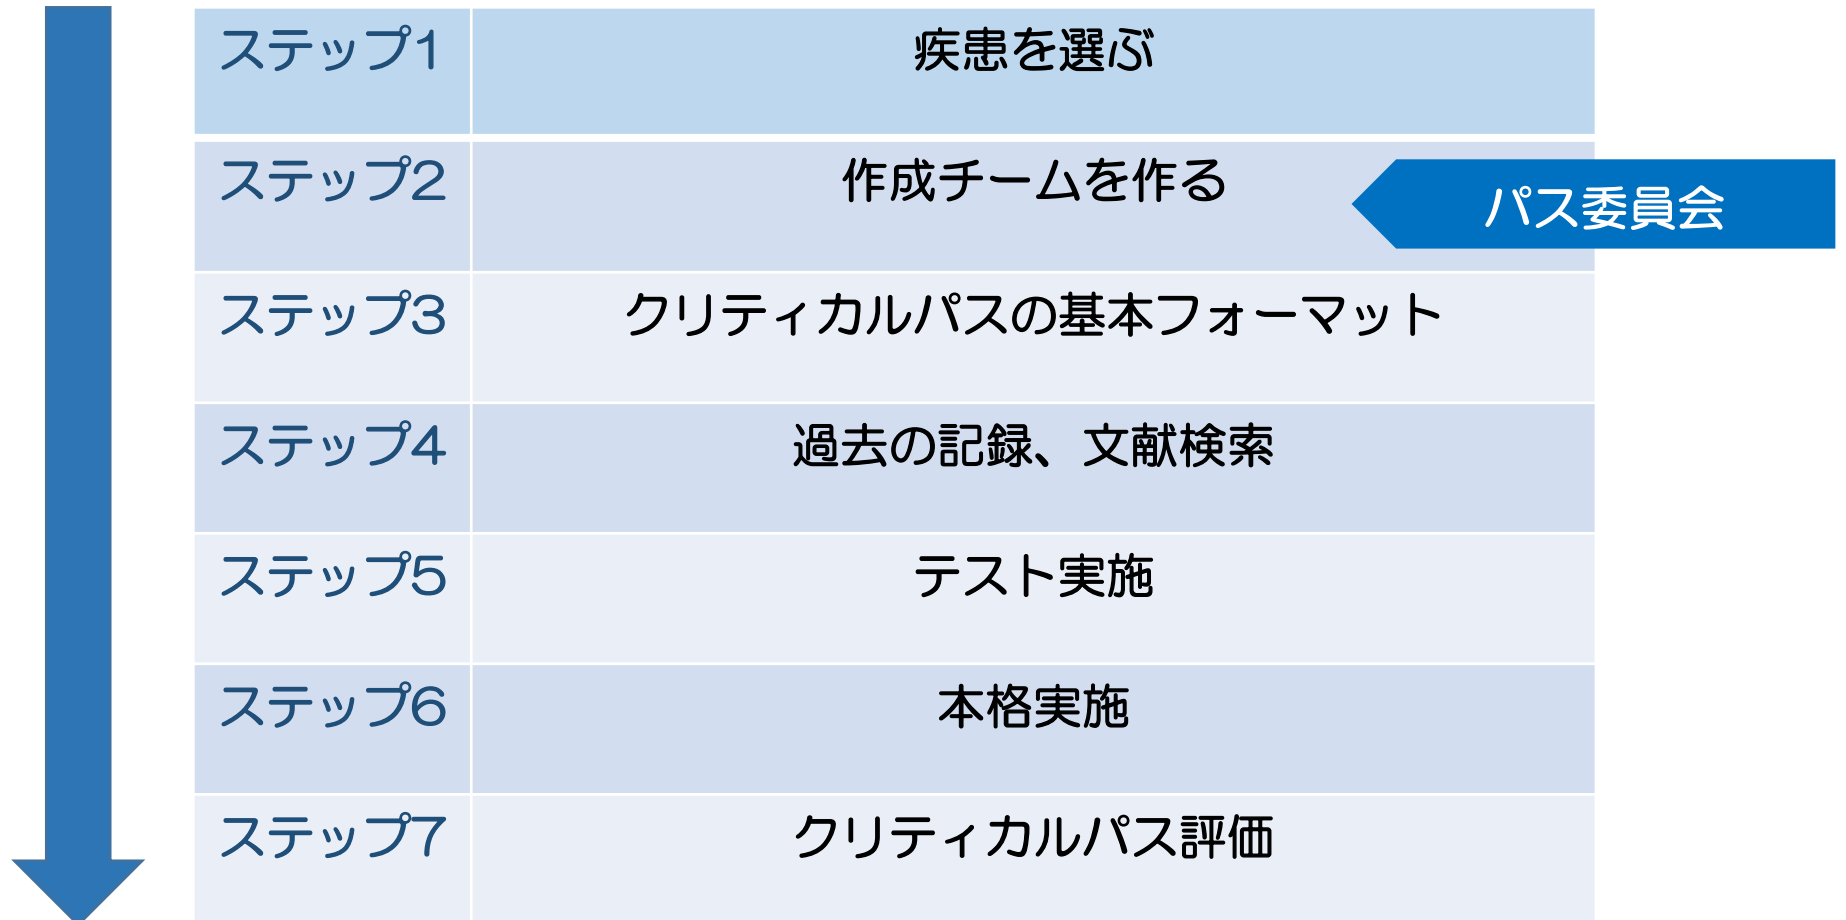 ステップ1 疾患を選ぶ
ステップ2 作成チームを作る パス委員会
ステップ3 クリティカルパスの基本フォーマット
ステップ4 過去の記録、文献検索
ステップ5 テスト実施
ステップ6 本格実施
ステップ7 クリティカルパス評価